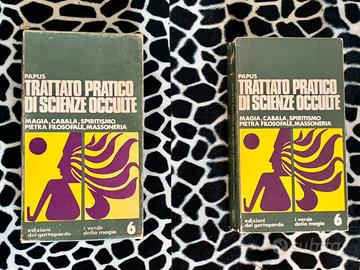 PAPUS
TRATTATO PRATICO
DI SCIENZE OCCULTE
MAGIA, CABALA, SPIRITISMO
PIETRA FILOSOFALE, MASSONERIA
edizioni
del gattopardo
i verde
della magia
6
PAPUS
TRATTATO PRATICO
DI SCIENZE OCCULTE
MAGIA, CABALA, SPIRITISMO
PIETRA FILOSOFALE, MASSONERIA
edizioni
del gattopardo
i verde
della magia
6
subito